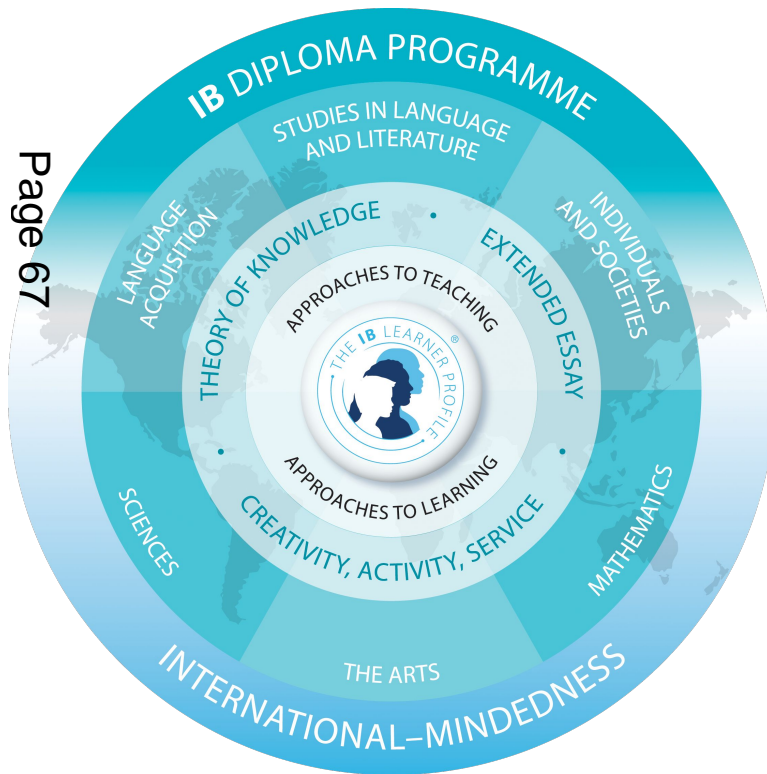 IB DIPLOMA PROGRAMME
STUDIES IN LANGUAGE
AND LITERATURE
Page 67
LANGUAGE
ACQUISITION
INDIVIDUALS
AND SOCIETIES
THEORY OF KNOWLEDGE
•
EXTENDED ESSAY
APPROACHES TO TEACHING
THE IB LEARNER PROFILE
®
APPROACHES TO LEARNING
•
•
CREATIVITY, ACTIVITY, SERVICE
SCIENCES
MATHEMATICS
THE ARTS
INTERNATIONAL–MINDEDNESS